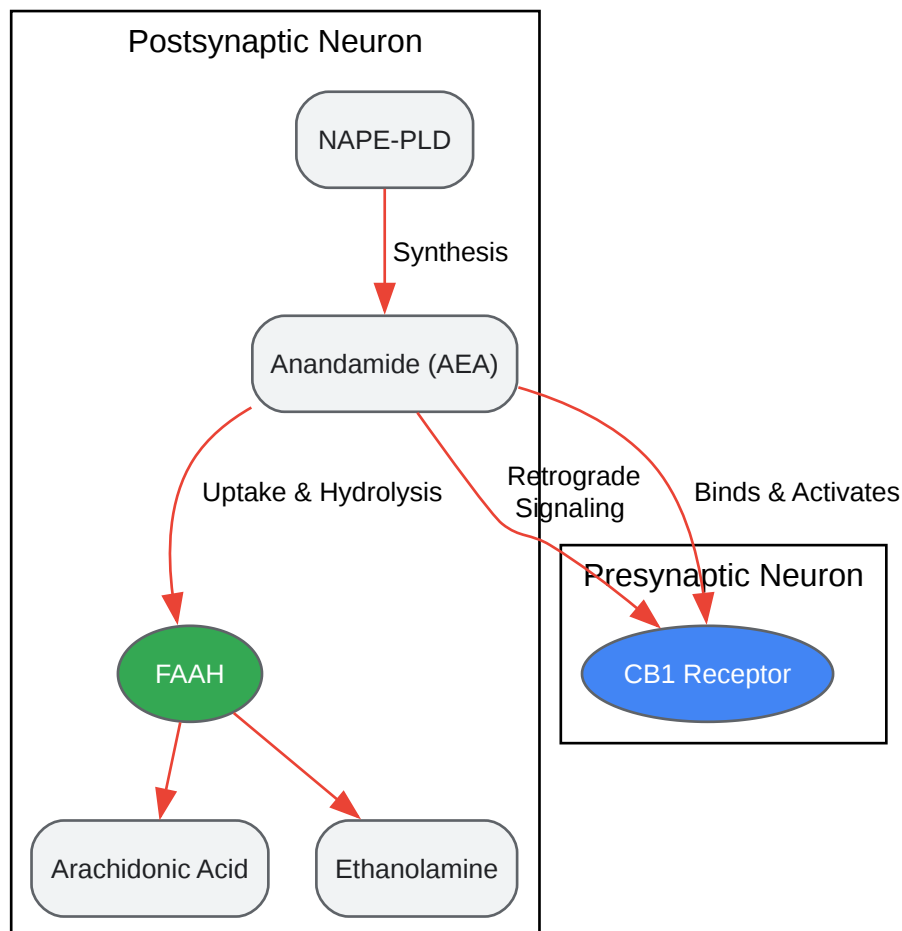 Postsynaptic Neuron
NAPE-PLD
Synthesis
Anandamide (AEA)
Uptake & Hydrolysis
Retrograde
Signaling
Binds & Activates
Presynaptic Neuron
FAAH
CB1 Receptor
Arachidonic Acid
Ethanolamine